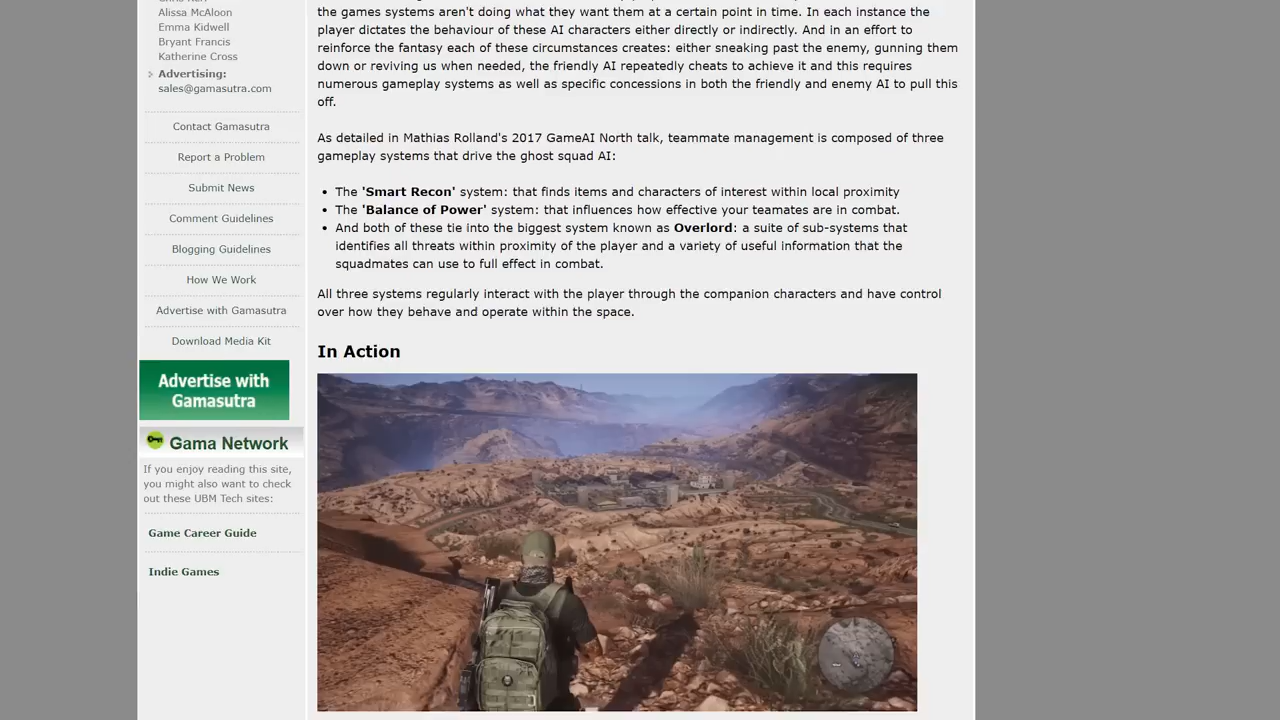 Alissa McAloon
Emma Kidwell
Bryant Francis
Katherine Cross
Advertising:
sales@gamasutra.com
Contact Gamasutra
Report a Problem
Submit News
Comment Guidelines
Blogging Guidelines
How We Work
Advertise with Gamasutra
Download Media Kit
Advertise with
Gamasutra
Gama Network
If you enjoy reading this site,
you might also want to check
out these UBM Tech sites:
Game Career Guide
Indie Games
the games systems aren't doing what they want them at a certain point in time. In each instance the
player dictates the behaviour of these AI characters either directly or indirectly. And in an effort to
reinforce the fantasy each of these circumstances creates: either sneaking past the enemy, gunning them
down or reviving us when needed, the friendly AI repeatedly cheats to achieve it and this requires
numerous gameplay systems as well as specific concessions in both the friendly and enemy AI to pull this
off.
As detailed in Mathias Rolland's 2017 GameAI North talk, teammate management is composed of three
gameplay systems that drive the ghost squad AI:
• The 'Smart Recon' system: that finds items and characters of interest within local proximity
• The 'Balance of Power' system: that influences how effective your teamates are in combat.
• And both of these tie into the biggest system known as Overlord: a suite of sub-systems that
identifies all threats within proximity of the player and a variety of useful information that the
squadmates can use to full effect in combat.
All three systems regularly interact with the player through the companion characters and have control
over how they behave and operate within the space.
In Action